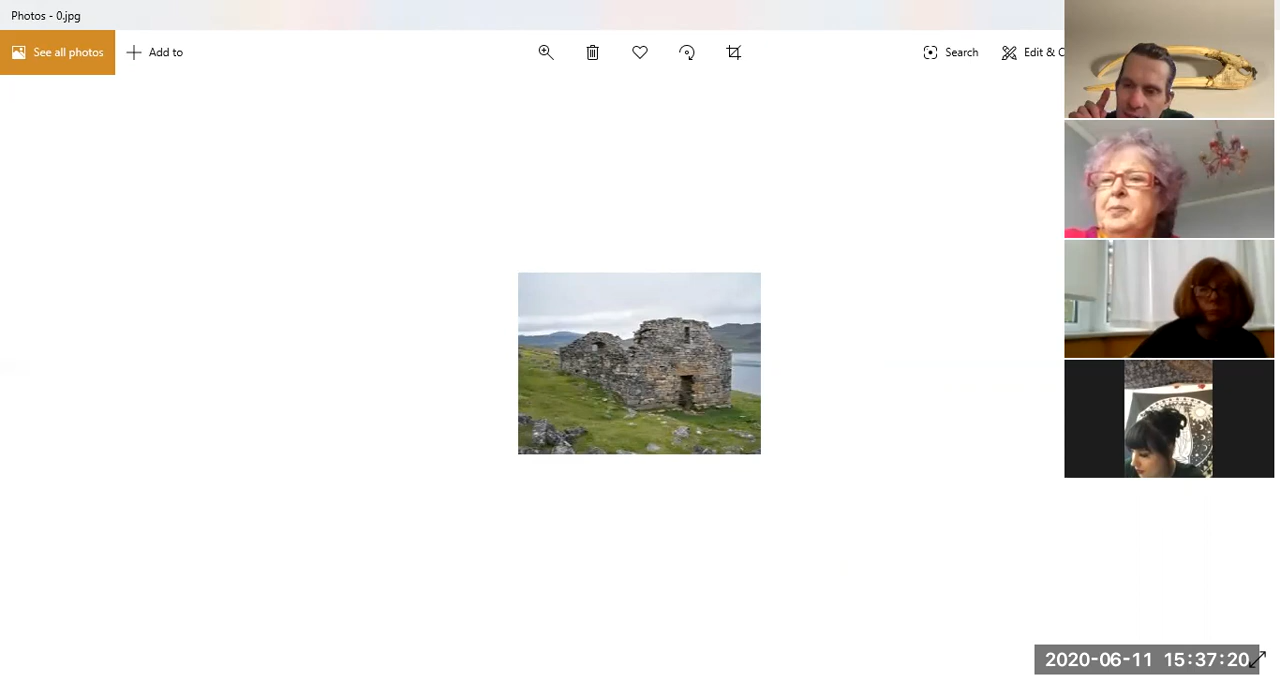 Photos - 0.jpg
See all photos
Add to
Search
Edit & C
2020-06-11 15:37:20